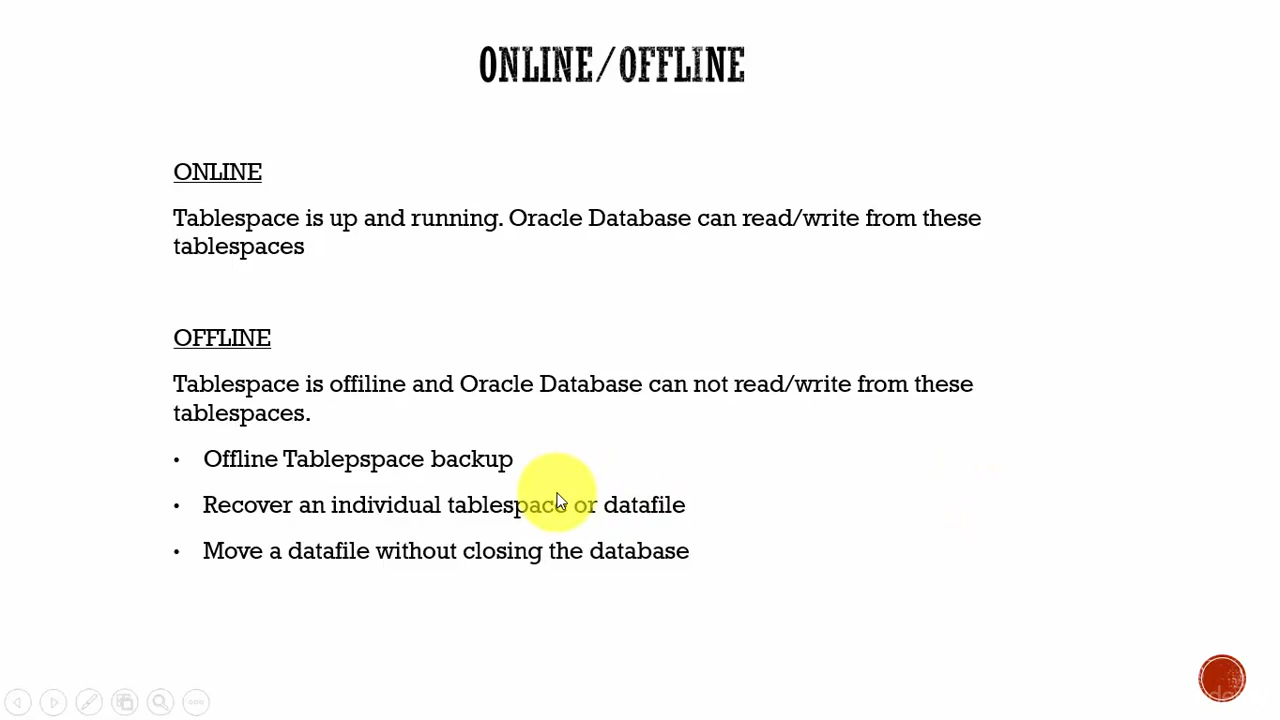 ONLINE/OFFLINE
ONLINE
Tablespace is up and running. Oracle Database can read/write from these
tablespaces
OFFLINE
Tablespace is offiline and Oracle Database can not read/write from these
tablespaces.
• Offline Tablepspace backup
• Recover an individual tablespace or datafile
• Move a datafile without closing the database